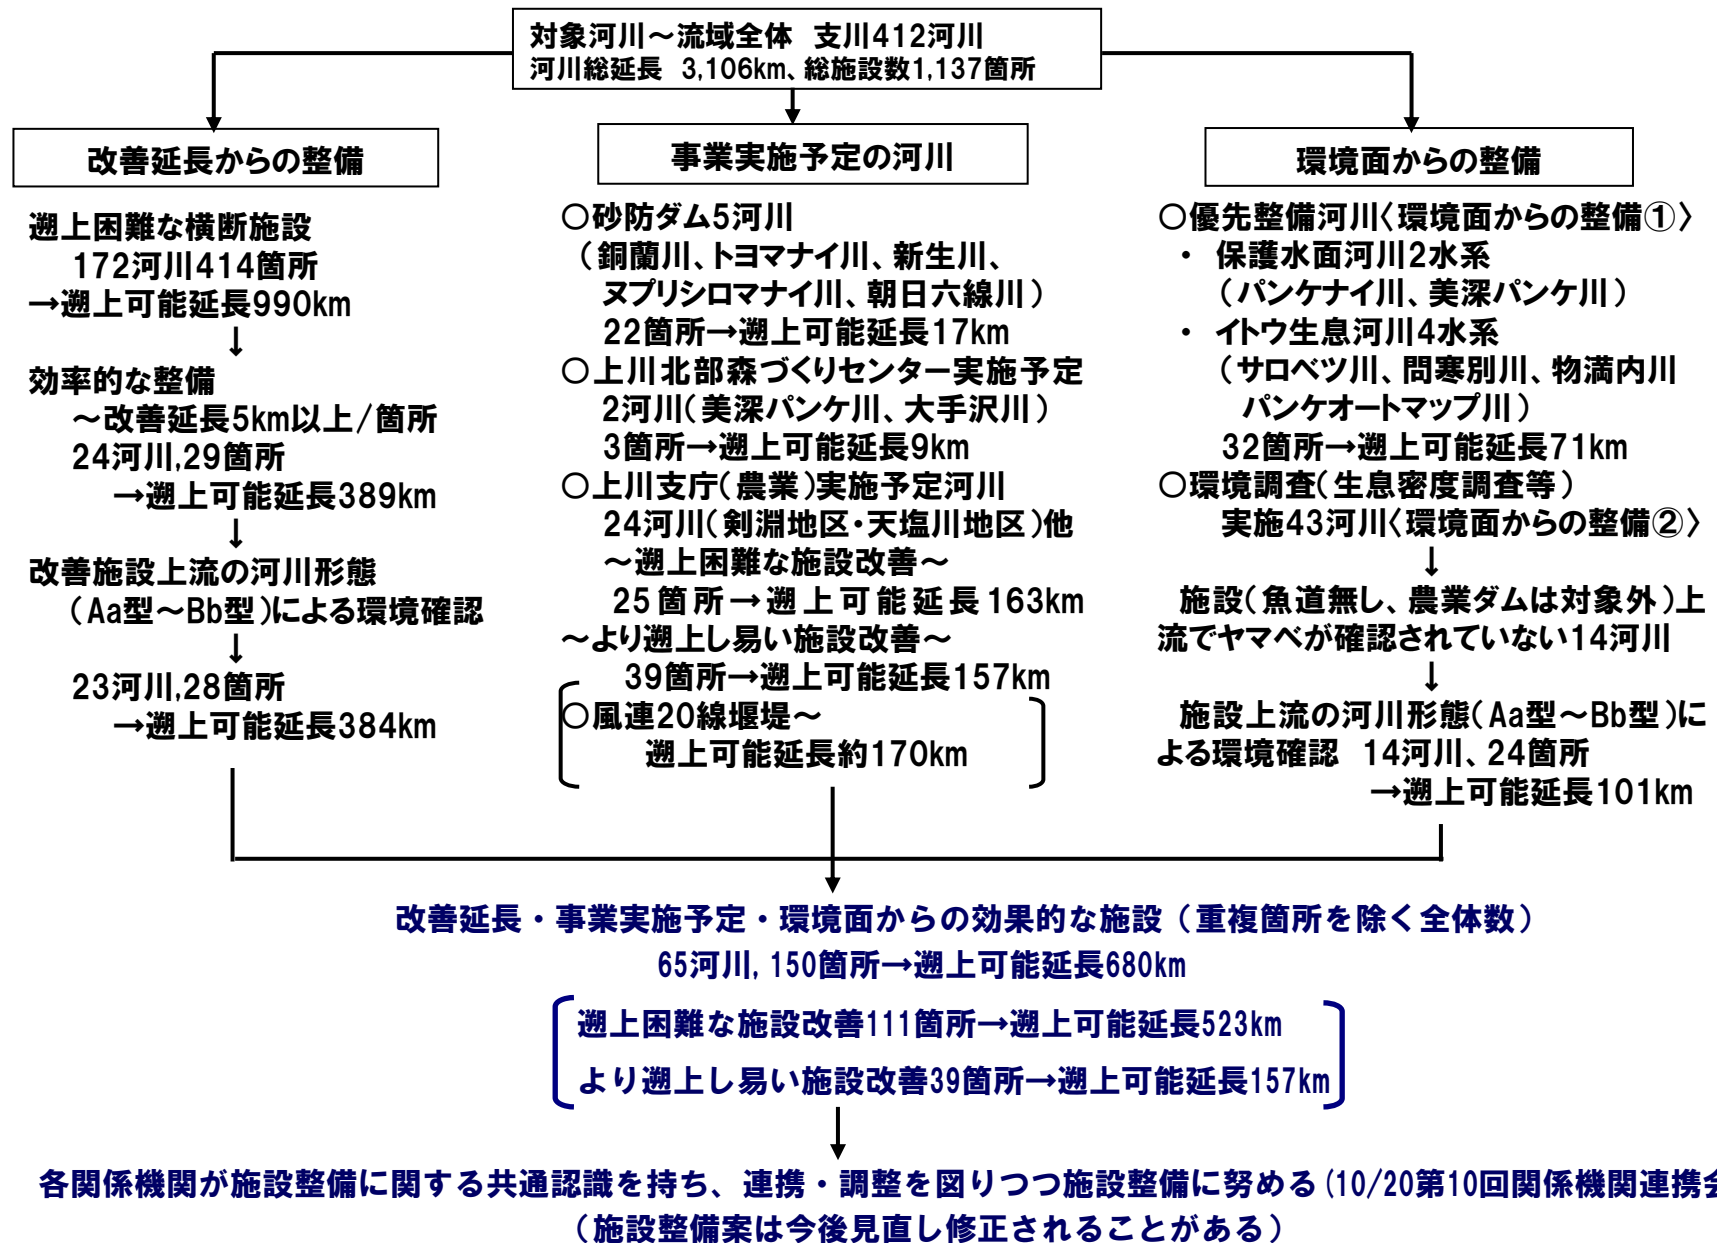 対象河川～流域全体　支川412河川
河川総延長　3,106km、総施設数1,137箇所
改善延長からの整備
遡上困難な横断施設
172河川414箇所
→遡上可能延長990km
↓
効率的な整備
～改善延長5km以上/箇所
24河川,29箇所
→遡上可能延長389km
↓
改善施設上流の河川形態
（Aa型～Bb型）による環境確認
↓
23河川,28箇所
→遡上可能延長384km
事業実施予定の河川
○砂防ダム5河川
（銅蘭川、トヨマナイ川、新生川、
ヌプリシロマナイ川、朝日六線川）
22箇所→遡上可能延長17km
○上川北部森づくりセンター実施予定
2河川（美深パンケ川、大手沢川）
3箇所→遡上可能延長9km
○上川支庁（農業）実施予定河川
24河川（剣淵地区・天塩川地区）他
～遡上困難な施設改善～
25箇所→遡上可能延長163km
～より遡上し易い施設改善～
39箇所→遡上可能延長157km
○風連20線堰堤～
遡上可能延長約170km
環境面からの整備
○優先整備河川〈環境面からの整備①〉
・　保護水面河川2水系
（パンケナイ川、美深パンケ川）
・　イトウ生息河川4水系
（サロベツ川、問寒別川、物満内川
パンケオートマップ川）
32箇所→遡上可能延長71km
○環境調査（生息密度調査等）
実施43河川〈環境面からの整備②〉
↓
施設（魚道無し、農業ダムは対象外）上
流でヤマベが確認されていない14河川
↓
施設上流の河川形態（Aa型～Bb型）に
よる環境確認　14河川、24箇所
→遡上可能延長101km
改善延長・事業実施予定・環境面からの効果的な施設（重複箇所を除く全体数）
65河川,150箇所→遡上可能延長680km
遡上困難な施設改善111箇所→遡上可能延長523km
より遡上し易い施設改善39箇所→遡上可能延長157km
各関係機関が施設整備に関する共通認識を持ち、連携・調整を図りつつ施設整備に努める(10/20第10回関係機関連携会
（施設整備案は今後見直し修正されることがある）